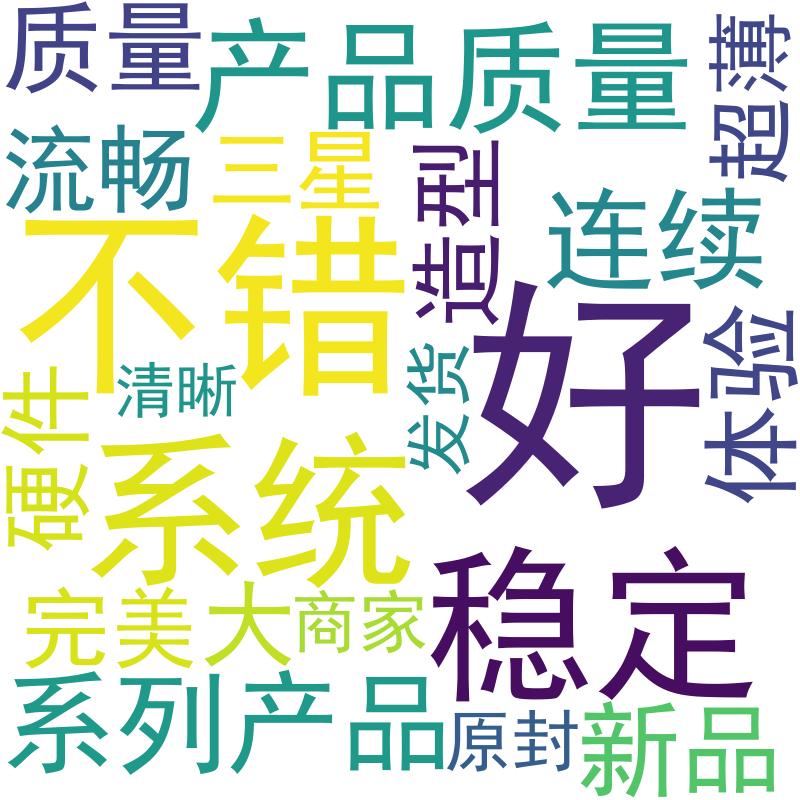 质量
产品质量
超薄
流畅
三星
造型
连续
不错
好
体验
清晰
发货
硬件
系统
稳定
完美
大
商家
系列产品
原封
新品